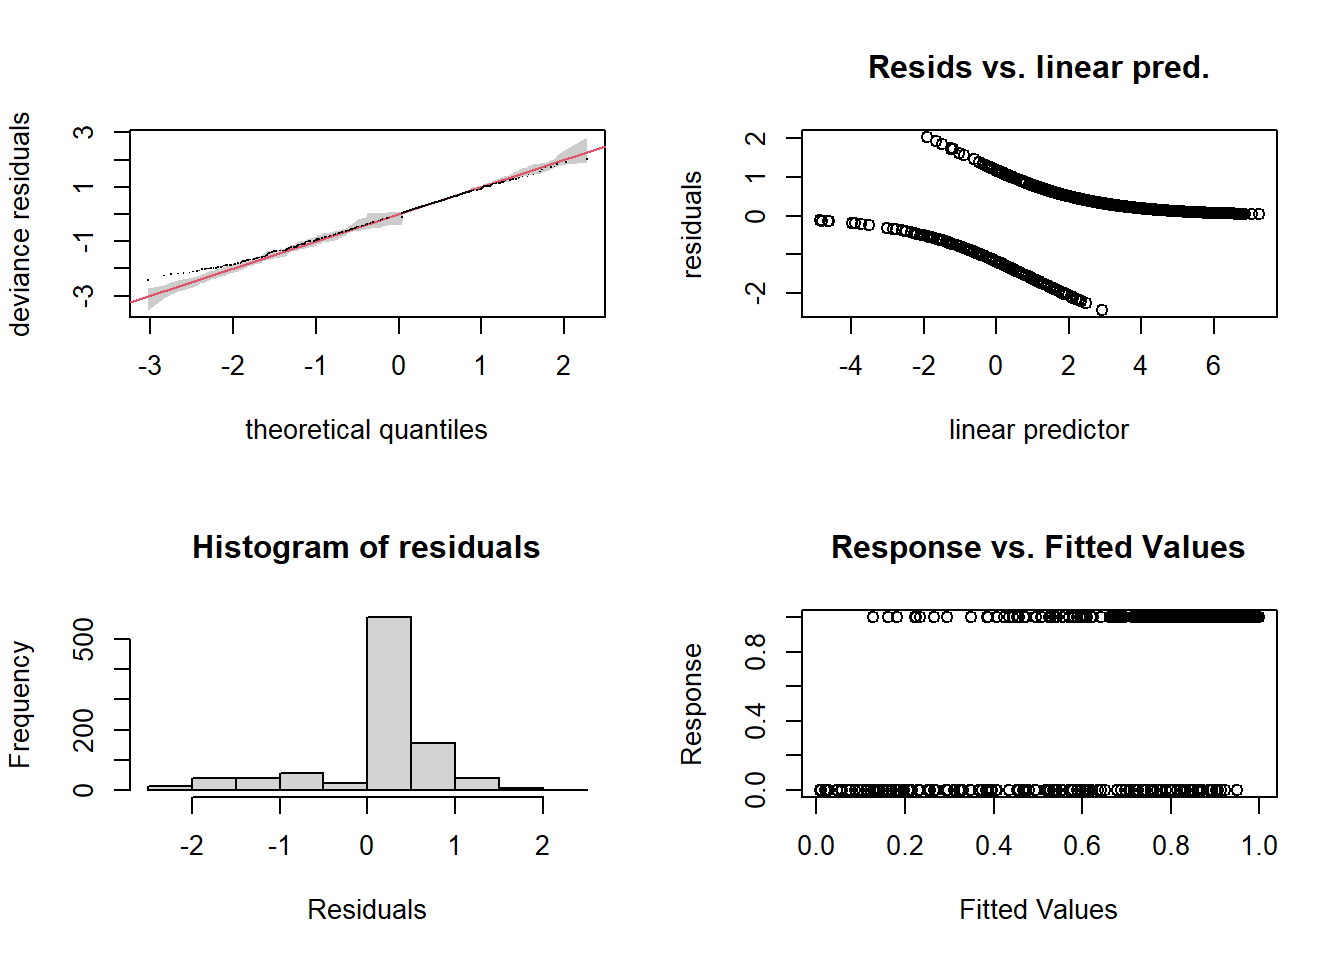 deviance residuals
3
1
-1
-3
-3 -2 -1 0 1 2
theoretical quantiles
Resids vs. linear pred.
residuals
2
1
0
-2
-4 -2 0 2 4 6
linear predictor
Histogram of residuals
Frequency
500
200
0
-2 -1 0 1 2
Residuals
Response vs. Fitted Values
Response
0.8
0.4
0.0
0.0 0.2 0.4 0.6 0.8 1.0
Fitted Values